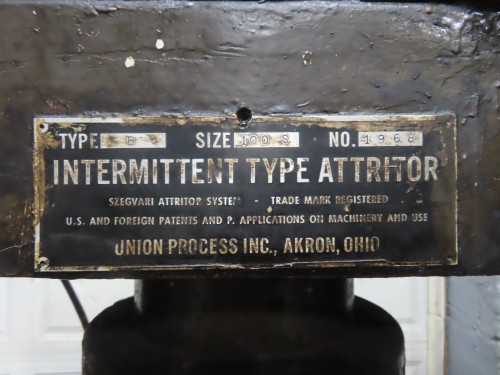 TYPE B SIZE 100 S NO. 1968
INTERMITTENT TYPE ATTRITOR
SZEGVARI ATTRITOR SYSTEM - TRADE MARK REGISTERED
U.S. AND FOREIGN PATENTS AND P. APPLICATIONS ON MACHINERY AND USE
UNION PROCESS INC., AKRON, OHIO